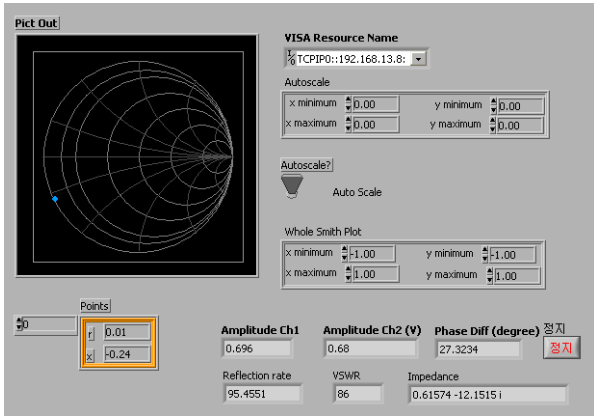 Pict Out
VISA Resource Name
TCPIP0::192.168.13.8:
Autoscale
x minimum 0.00 y minimum 0.00
x maximum 0.00 y maximum 0.00
Autoscale?
Auto Scale
Whole Smith Plot
x minimum -1.00 y minimum -1.00
x maximum 1.00 y maximum 1.00
Points
0
r 0.01
x -0.24
Amplitude Ch1 Amplitude Ch2 (V) Phase Diff (degree) 정지
0.696 0.68 27.3234 정지
Reflection rate VSWR Impedance
95.4551 86 0.61574 -12.1515 i